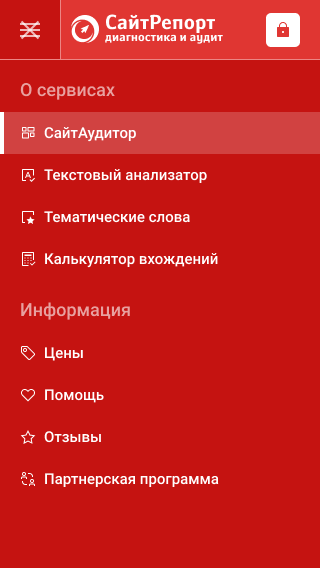 СайтРепорт
диагностика и аудит
О сервисах
СайтАудитор
Текстовый анализатор
Тематические слова
Калькулятор вхождений
Информация
Цены
Помощь
Отзывы
Партнерская программа